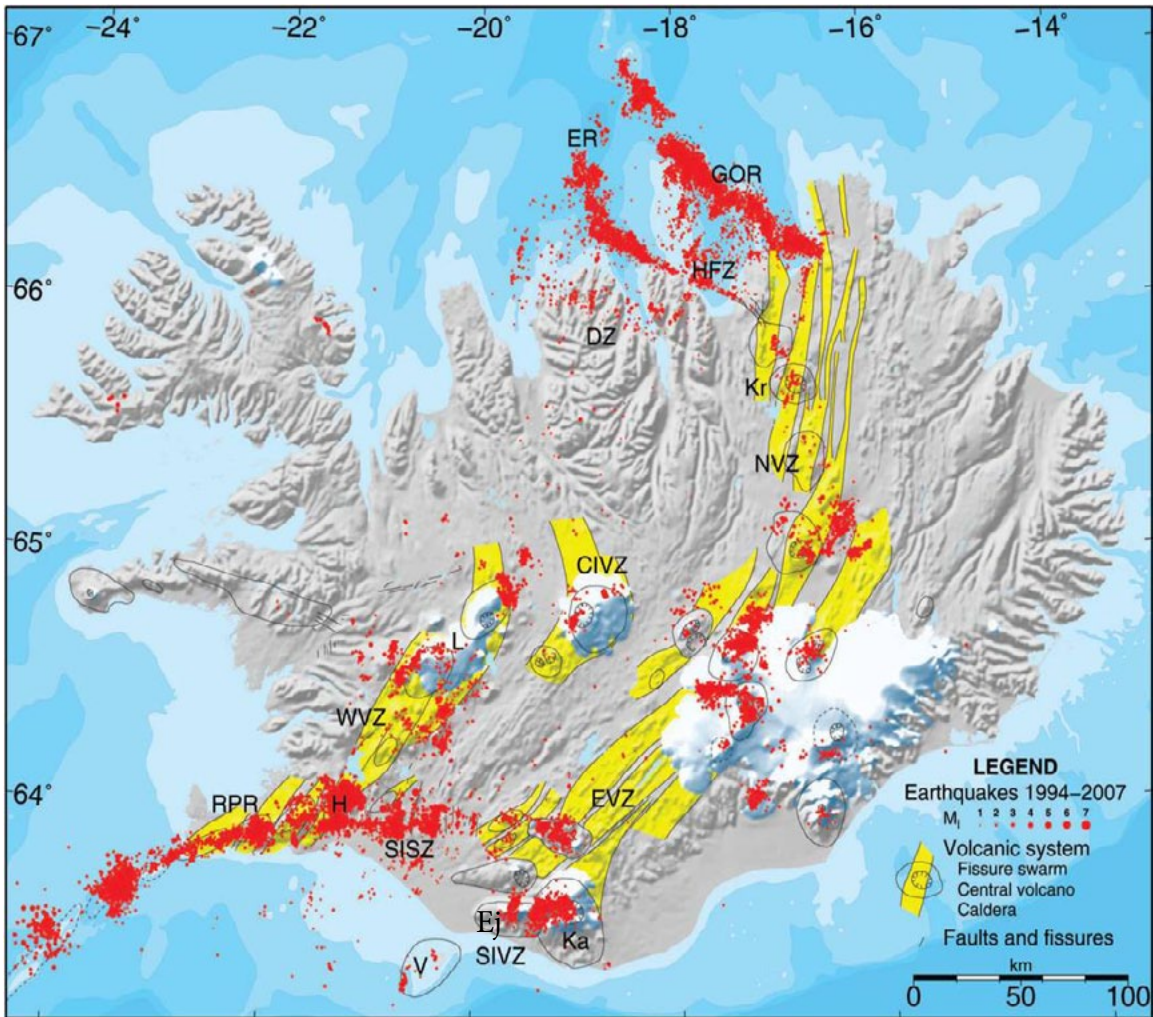 −24 −22 −20 −18 −16 −14
67°
ER
GOR
66°
HFZ
DZ
Kr
NVZ
65°
CIVZ
L
WVZ
64°
RPR
H
EVZ
SISZ
Ej
Ka
SIVZ
V
LEGEND
Earthquakes 1994−2007
Mₗ 1 2 3 4 5 6 7
Volcanic system
Fissure swarm
Central volcano
Caldera
Faults and fissures
km
0 50 100